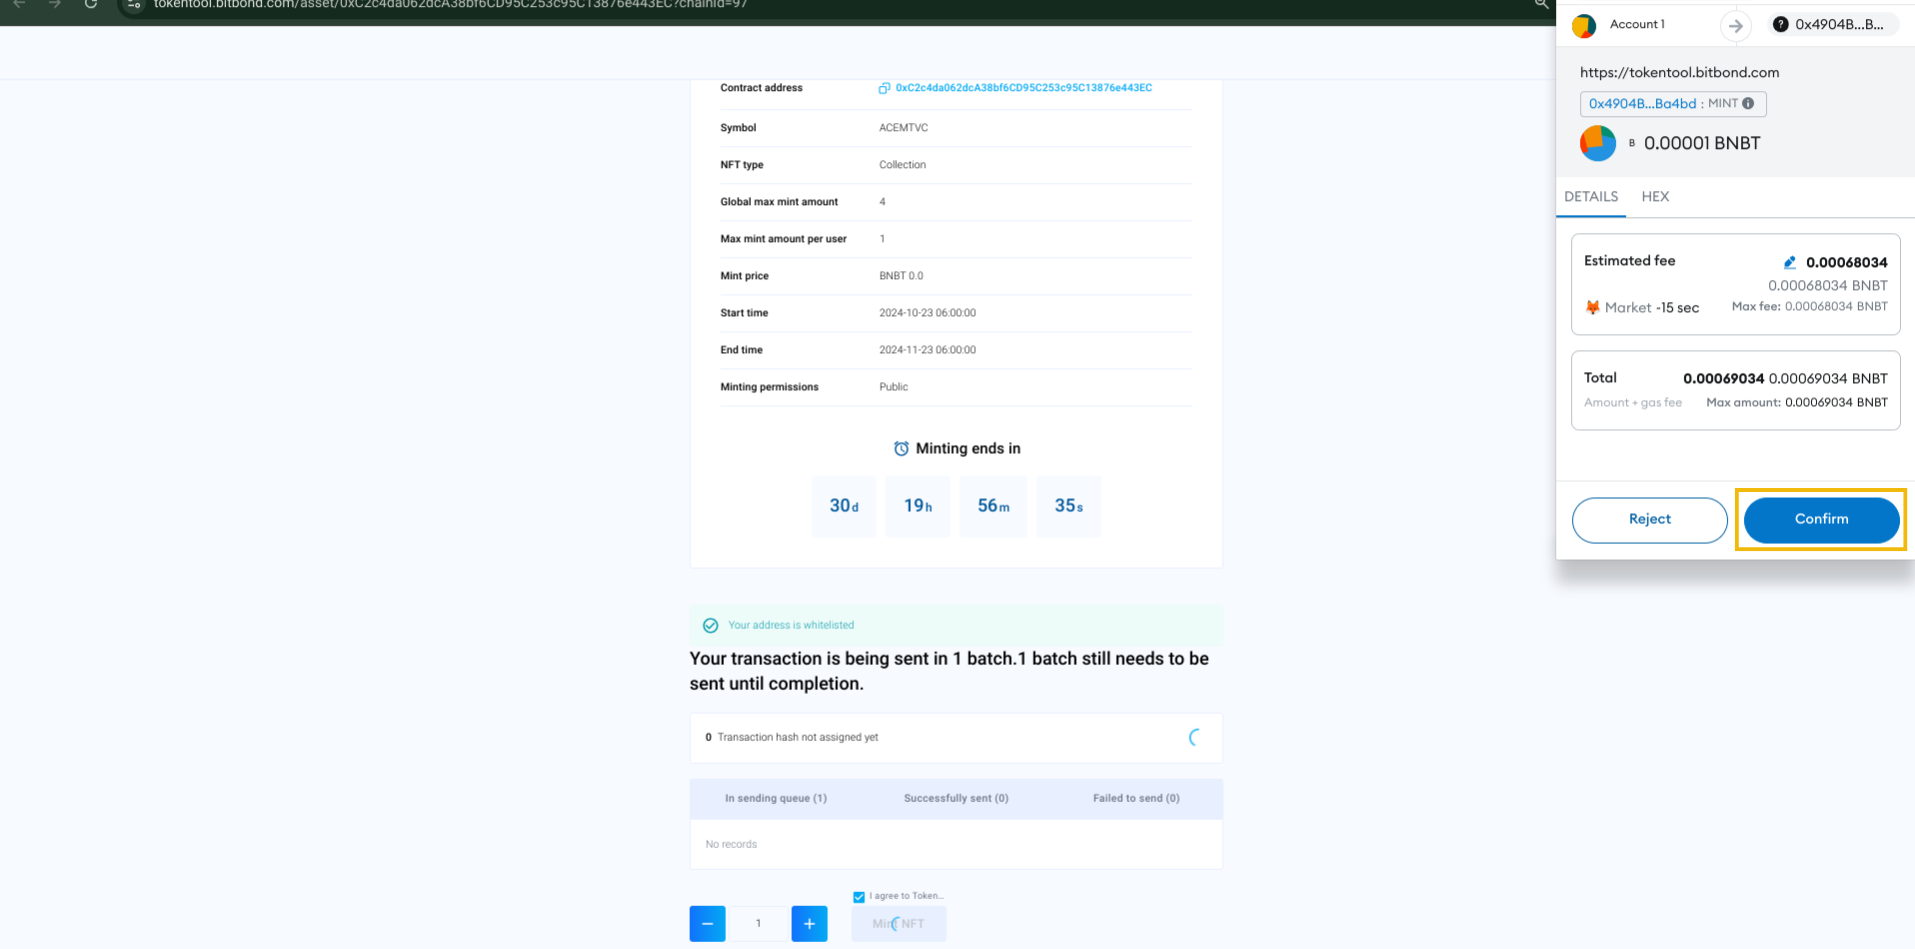 tokentool.bitbond.com/asset/0xC2c4da062dcA38bf6CD95C253c95C13876e443EC?chainId=97
Contract address 0xC2c4da062dcA38bf6CD95C253c95C13876e443EC
Symbol ACEMTVC
NFT type Collection
Global max mint amount 4
Max mint amount per user 1
Mint price BNBT 0.0
Start time 2024-10-23 06:00:00
End time 2024-11-23 06:00:00
Minting permissions Public
Minting ends in
30d 19h 56m 35s
Your address is whitelisted
Your transaction is being sent in 1 batch.1 batch still needs to be
sent until completion.
0 Transaction hash not assigned yet
In sending queue (1) Successfully sent (0) Failed to send (0)
No records
I agree to Token...
− 1 + Mint NFT
Account 1 0x4904B...B...
https://tokentool.bitbond.com
0x4904B...Ba4bd : MINT
B 0.00001 BNBT
DETAILS HEX
Estimated fee 0.00068034
0.00068034 BNBT
Market ~15 sec Max fee: 0.00068034 BNBT
Total 0.00069034 0.00069034 BNBT
Amount + gas fee Max amount: 0.00069034 BNBT
Reject Confirm